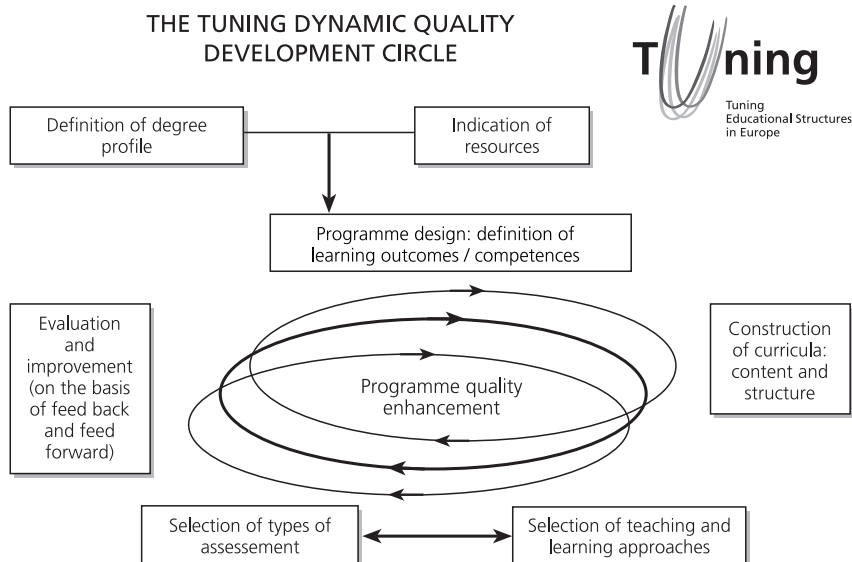 THE TUNING DYNAMIC QUALITY
DEVELOPMENT CIRCLE
Tuning
Tuning
Educational Structures
in Europe
Definition of degree
profile
Indication of
resources
Programme design: definition of
learning outcomes / competences
Evaluation
and
improvement
(on the basis
of feed back
and feed
forward)
Programme quality
enhancement
Construction
of curricula:
content and
structure
Selection of types of
assessement
Selection of teaching and
learning approaches